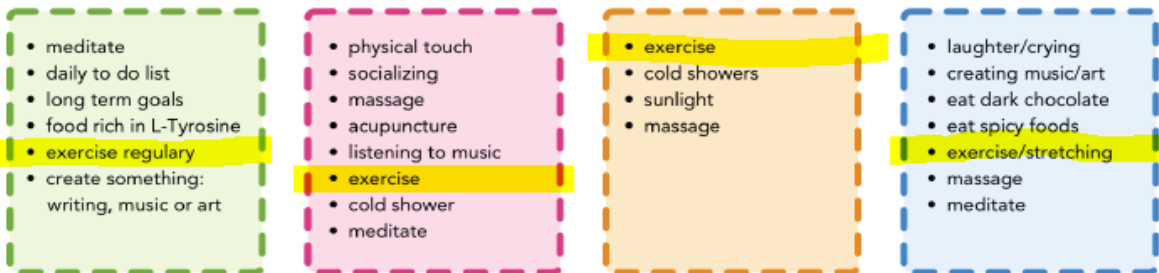 • meditate
• daily to do list
• long term goals
• food rich in L-Tyrosine
• exercise regulary
• create something:
writing, music or art
• physical touch
• socializing
• massage
• acupuncture
• listening to music
• exercise
• cold shower
• meditate
• exercise
• cold showers
• sunlight
• massage
• laughter/crying
• creating music/art
• eat dark chocolate
• eat spicy foods
• exercise/stretching
• massage
• meditate